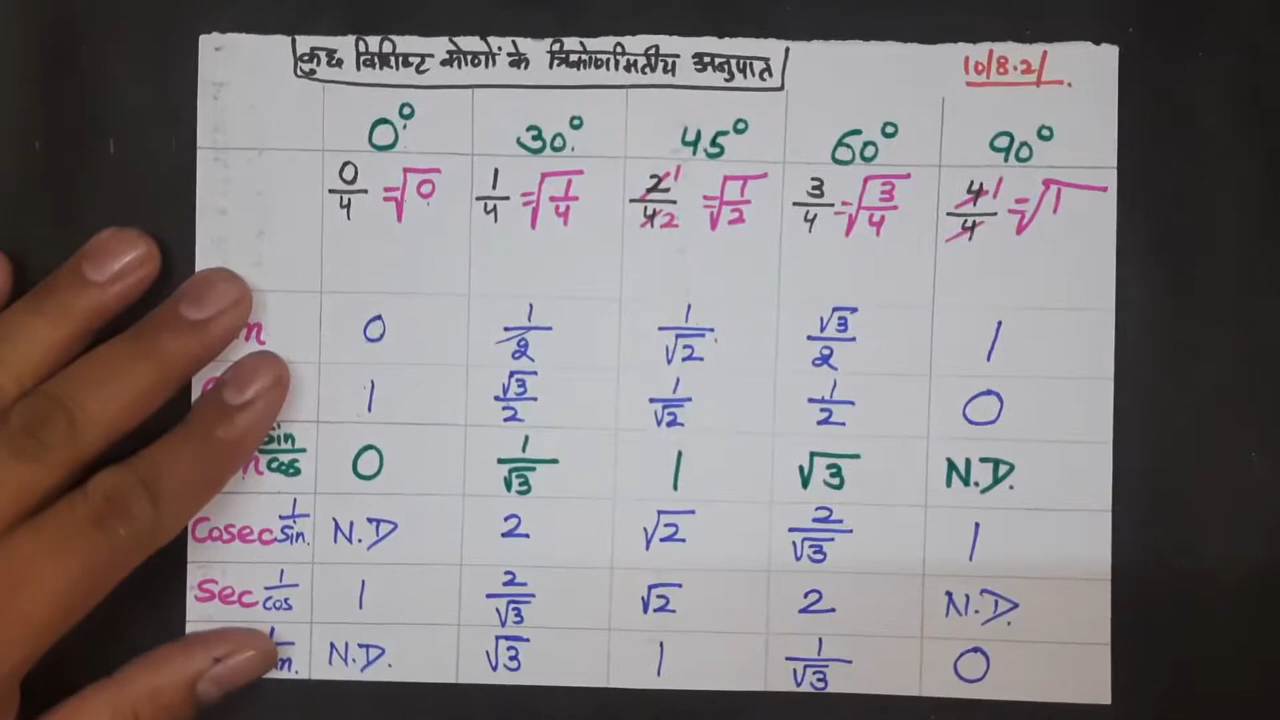 कुछ विशिष्ट कोणों के त्रिकोणमितीय अनुपात 10/8.21
0° 30° 45° 60° 90°
0/4 = √0 1/4 = √1/4 2/4 1/2 = √1/2 3/4 = √3/4 4/4 1 = √1
0 1/2 1/√2 √3/2 1
1 √3/2 1/√2 1/2 0
sin/cos 0 1/√3 1 √3 N.D.
Cosec 1/sin. N.D 2 √2 2/√3 1
Sec 1/cos 1 2/√3 √2 2 N.D.
N.D. √3 1 1/√3 0